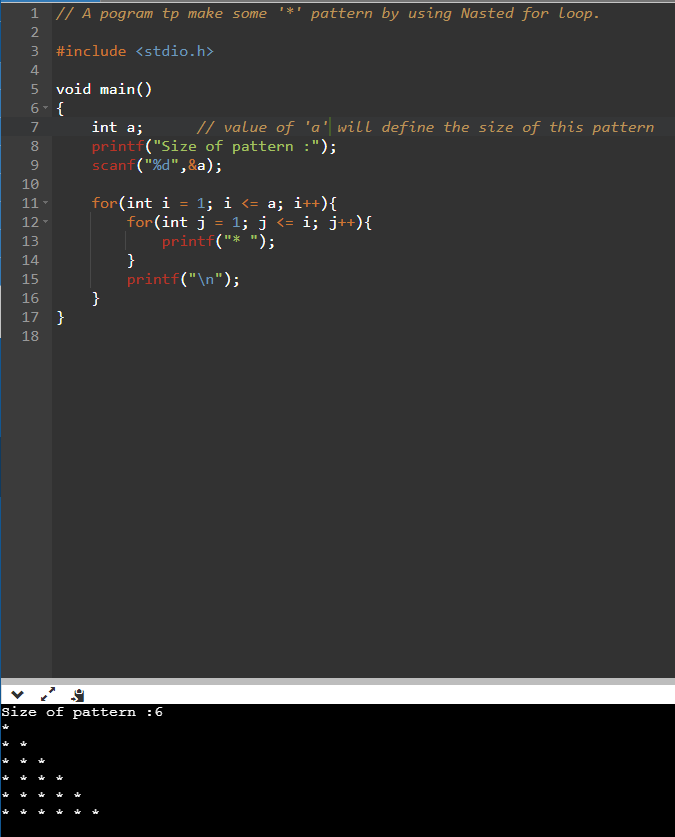 1 // A pogram tp make some '*' pattern by using Nasted for loop.
2
3 #include <stdio.h>
4
5 void main()
6 {
7     int a;      // value of 'a' will define the size of this pattern
8     printf("Size of pattern :");
9     scanf("%d",&a);
10
11     for(int i = 1; i <= a; i++){
12         for(int j = 1; j <= i; j++){
13             printf("* ");
14         }
15         printf("\n");
16     }
17 }
18
Size of pattern :6
*
* *
* * *
* * * *
* * * * *
* * * * * *